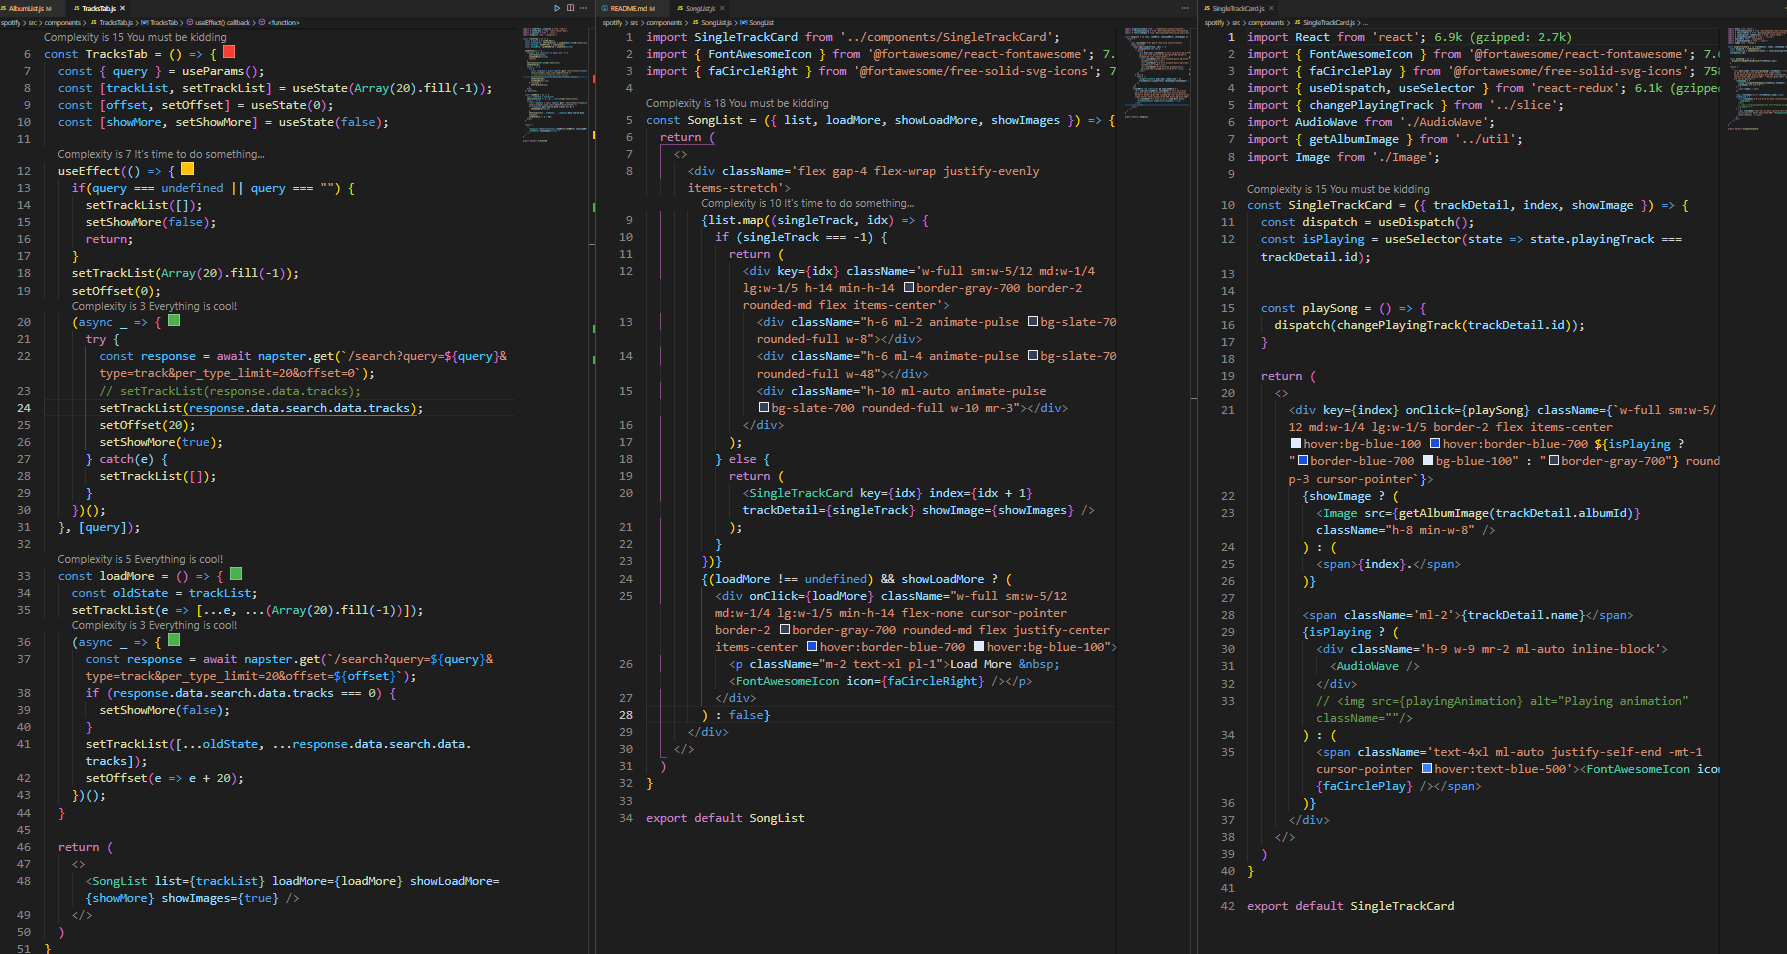 AlbumList.js M
TracksTab.js
spotify > src > components > TracksTab.js > TracksTab > useEffect() callback > <function>
Complexity is 15 You must be kidding
6 const TracksTab = () => {
7 const { query } = useParams();
8 const [trackList, setTrackList] = useState(Array(20).fill(-1));
9 const [offset, setOffset] = useState(0);
10 const [showMore, setShowMore] = useState(false);
11
Complexity is 7 It's time to do something...
12 useEffect(() => {
13 if(query === undefined || query === "") {
14 setTrackList([]);
15 setShowMore(false);
16 return;
17 }
18 setTrackList(Array(20).fill(-1));
19 setOffset(0);
Complexity is 3 Everything is cool!
20 (async _ => {
21 try {
22 const response = await napster.get(`/search?query=${query}&
type=track&per_type_limit=20&offset=0`);
23 // setTrackList(response.data.tracks);
24 setTrackList(response.data.search.data.tracks);
25 setOffset(20);
26 setShowMore(true);
27 } catch(e) {
28 setTrackList([]);
29 }
30 })();
31 }, [query]);
32
Complexity is 5 Everything is cool!
33 const loadMore = () => {
34 const oldState = trackList;
35 setTrackList(e => [...e, ...(Array(20).fill(-1))]);
Complexity is 3 Everything is cool!
36 (async _ => {
37 const response = await napster.get(`/search?query=${query}&
type=track&per_type_limit=20&offset=${offset}`);
38 if (response.data.search.data.tracks === 0) {
39 setShowMore(false);
40 }
41 setTrackList([...oldState, ...response.data.search.data.
tracks]);
42 setOffset(e => e + 20);
43 })();
44 }
45
46 return (
47 <>
48 <SongList list={trackList} loadMore={loadMore} showLoadMore=
{showMore} showImages={true} />
49 </>
50 )
51 }
README.md M
SongList.js
spotify > src > components > SongList.js > SongList
1 import SingleTrackCard from '../components/SingleTrackCard';
2 import { FontAwesomeIcon } from '@fortawesome/react-fontawesome'; 7.
3 import { faCircleRight } from '@fortawesome/free-solid-svg-icons'; 7
4
Complexity is 18 You must be kidding
5 const SongList = ({ list, loadMore, showLoadMore, showImages }) => {
6 return (
7 <>
8 <div className='flex gap-4 flex-wrap justify-evenly
items-stretch'>
Complexity is 10 It's time to do something...
9 {list.map((singleTrack, idx) => {
10 if (singleTrack === -1) {
11 return (
12 <div key={idx} className='w-full sm:w-5/12 md:w-1/4
lg:w-1/5 h-14 min-h-14 border-gray-700 border-2
rounded-md flex items-center'>
13 <div className="h-6 ml-2 animate-pulse bg-slate-70
rounded-full w-8"></div>
14 <div className="h-6 ml-4 animate-pulse bg-slate-70
rounded-full w-48"></div>
15 <div className="h-10 ml-auto animate-pulse
bg-slate-700 rounded-full w-10 mr-3"></div>
16 </div>
17 );
18 } else {
19 return (
20 <SingleTrackCard key={idx} index={idx + 1}
trackDetail={singleTrack} showImage={showImages} />
21 );
22 }
23 })}
24 {(loadMore !== undefined) && showLoadMore ? (
25 <div onClick={loadMore} className="w-full sm:w-5/12
md:w-1/4 lg:w-1/5 min-h-14 flex-none cursor-pointer
border-2 border-gray-700 rounded-md flex justify-center
items-center hover:border-blue-700 hover:bg-blue-100">
26 <p className="m-2 text-xl pl-1">Load More &nbsp;
<FontAwesomeIcon icon={faCircleRight} /></p>
27 </div>
28 ) : false}
29 </div>
30 </>
31 )
32 }
33
34 export default SongList
SingleTrackCard.js
spotify > src > components > SingleTrackCard.js > ...
1 import React from 'react'; 6.9k (gzipped: 2.7k)
2 import { FontAwesomeIcon } from '@fortawesome/react-fontawesome'; 7.
3 import { faCirclePlay } from '@fortawesome/free-solid-svg-icons'; 75
4 import { useDispatch, useSelector } from 'react-redux'; 6.1k (gzippe
5 import { changePlayingTrack } from '../slice';
6 import AudioWave from './AudioWave';
7 import { getAlbumImage } from '../util';
8 import Image from './Image';
9
Complexity is 15 You must be kidding
10 const SingleTrackCard = ({ trackDetail, index, showImage }) => {
11 const dispatch = useDispatch();
12 const isPlaying = useSelector(state => state.playingTrack ===
trackDetail.id);
13
14
15 const playSong = () => {
16 dispatch(changePlayingTrack(trackDetail.id));
17 }
18
19 return (
20 <>
21 <div key={index} onClick={playSong} className={`w-full sm:w-5/
12 md:w-1/4 lg:w-1/5 border-2 flex items-center
hover:bg-blue-100 hover:border-blue-700 ${isPlaying ?
"border-blue-700 bg-blue-100" : "border-gray-700"} round
p-3 cursor-pointer`}>
22 {showImage ? (
23 <Image src={getAlbumImage(trackDetail.albumId)}
className="h-8 min-w-8" />
24 ) : (
25 <span>{index}.</span>
26 )}
27
28 <span className='ml-2'>{trackDetail.name}</span>
29 {isPlaying ? (
30 <div className='h-9 w-9 mr-2 ml-auto inline-block'>
31 <AudioWave />
32 </div>
33 // <img src={playingAnimation} alt="Playing animation"
className=""/>
34 ) : (
35 <span className='text-4xl ml-auto justify-self-end -mt-1
cursor-pointer hover:text-blue-500'><FontAwesomeIcon ico
{faCirclePlay} /></span>
36 )}
37 </div>
38 </>
39 )
40 }
41
42 export default SingleTrackCard